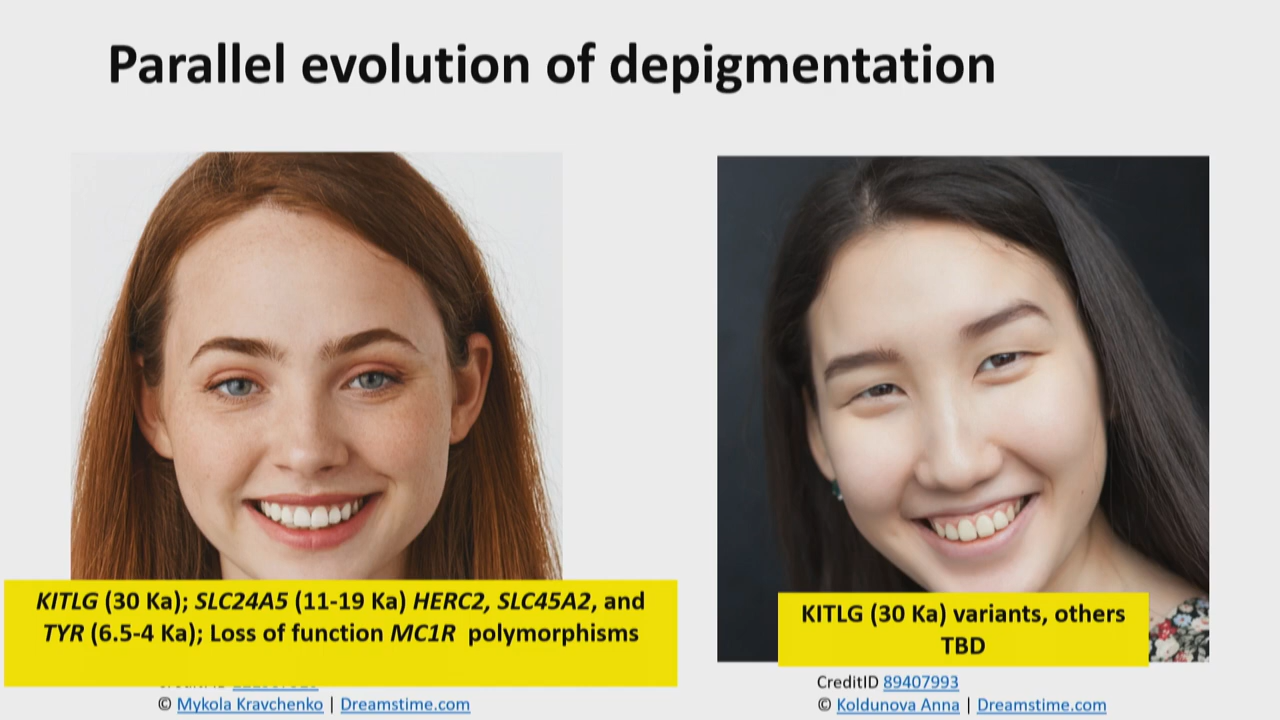 Parallel evolution of depigmentation
KITLG (30 Ka); SLC24A5 (11-19 Ka) HERC2, SLC45A2, and
TYR (6.5-4 Ka); Loss of function MC1R polymorphisms
© Mykola Kravchenko | Dreamstime.com
KITLG (30 Ka) variants, others
TBD
CreditID 89407993
© Koldunova Anna | Dreamstime.com